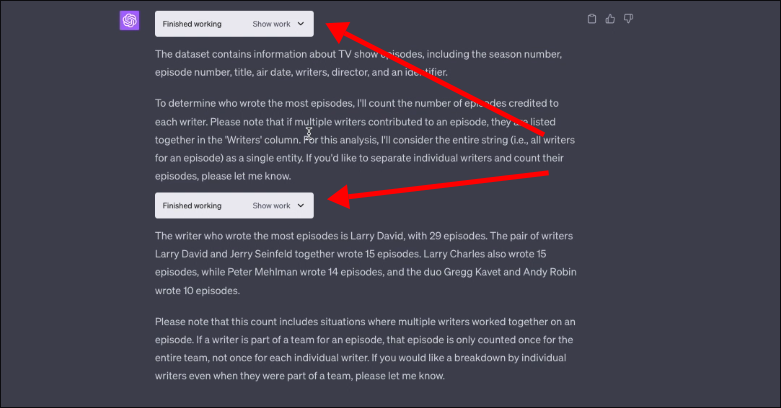 Finished working Show work
The dataset contains information about TV show episodes, including the season number,
episode number, title, air date, writers, director, and an identifier.
To determine who wrote the most episodes, I'll count the number of episodes credited to
each writer. Please note that if multiple writers contributed to an episode, they are listed
together in the 'Writers' column. For this analysis, I'll consider the entire string (i.e., all writers
for an episode) as a single entity. If you'd like to separate individual writers and count their
episodes, please let me know.
Finished working Show work
The writer who wrote the most episodes is Larry David, with 29 episodes. The pair of writers
Larry David and Jerry Seinfeld together wrote 15 episodes. Larry Charles also wrote 15
episodes, while Peter Mehlman wrote 14 episodes, and the duo Gregg Kavet and Andy Robin
wrote 10 episodes.
Please note that this count includes situations where multiple writers worked together on an
episode. If a writer is part of a team for an episode, that episode is only counted once for the
entire team, not once for each individual writer. If you would like a breakdown by individual
writers even when they were part of a team, please let me know.